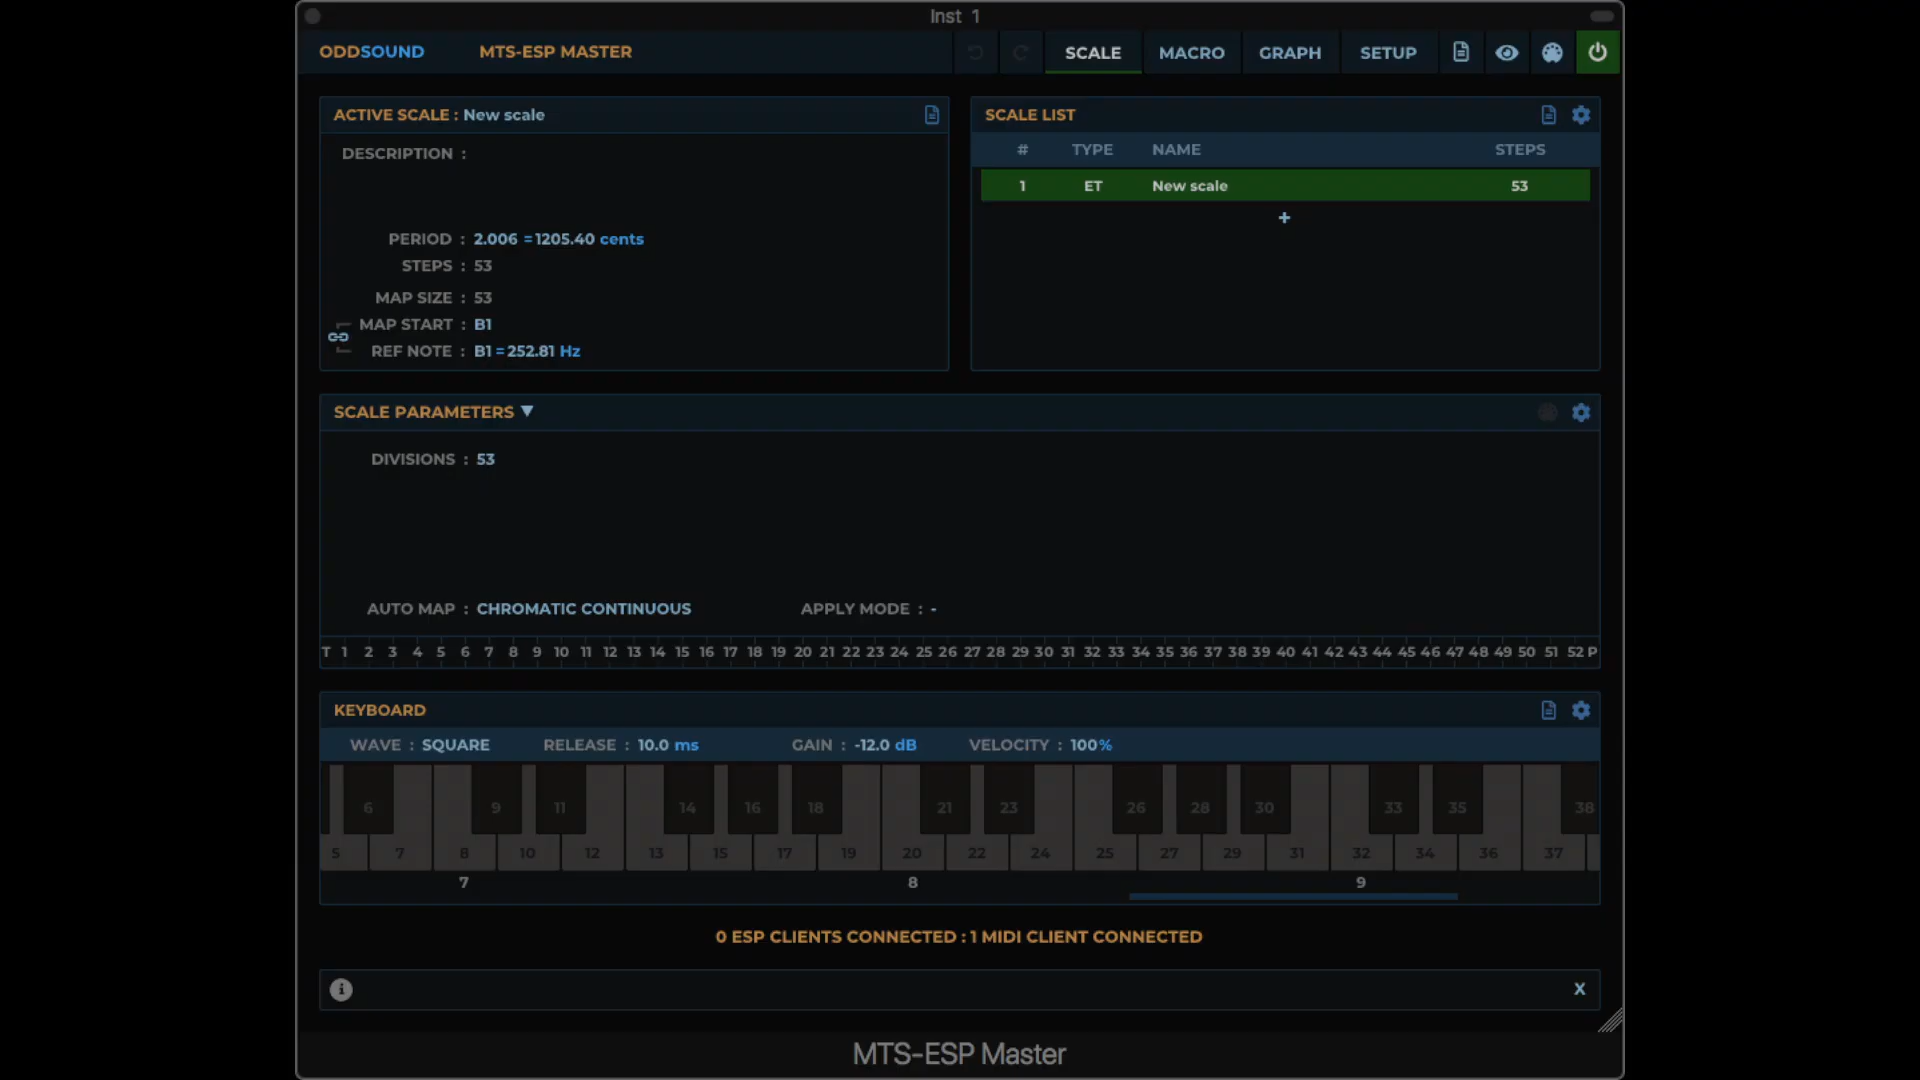 Inst 1
ODDSOUND MTS-ESP MASTER SCALE MACRO GRAPH SETUP
ACTIVE SCALE : New scale
DESCRIPTION :
PERIOD : 2.006 = 1205.40 cents
STEPS : 53
MAP SIZE : 53
MAP START : B1
REF NOTE : B1 = 252.81 Hz
SCALE LIST
# TYPE NAME STEPS
1 ET New scale 53
+
SCALE PARAMETERS ▼
DIVISIONS : 53
AUTO MAP : CHROMATIC CONTINUOUS APPLY MODE : -
T 1 2 3 4 5 6 7 8 9 10 11 12 13 14 15 16 17 18 19 20 21 22 23 24 25 26 27 28 29 30 31 32 33 34 35 36 37 38 39 40 41 42 43 44 45 46 47 48 49 50 51 52 P
KEYBOARD
WAVE : SQUARE RELEASE : 10.0 ms GAIN : -12.0 dB VELOCITY : 100%
6 9 11 14 16 18 21 23 26 28 30 33 35 38
5 7 8 10 12 13 15 17 19 20 22 24 25 27 29 31 32 34 36 37
7 8 9
0 ESP CLIENTS CONNECTED : 1 MIDI CLIENT CONNECTED
i X
MTS-ESP Master